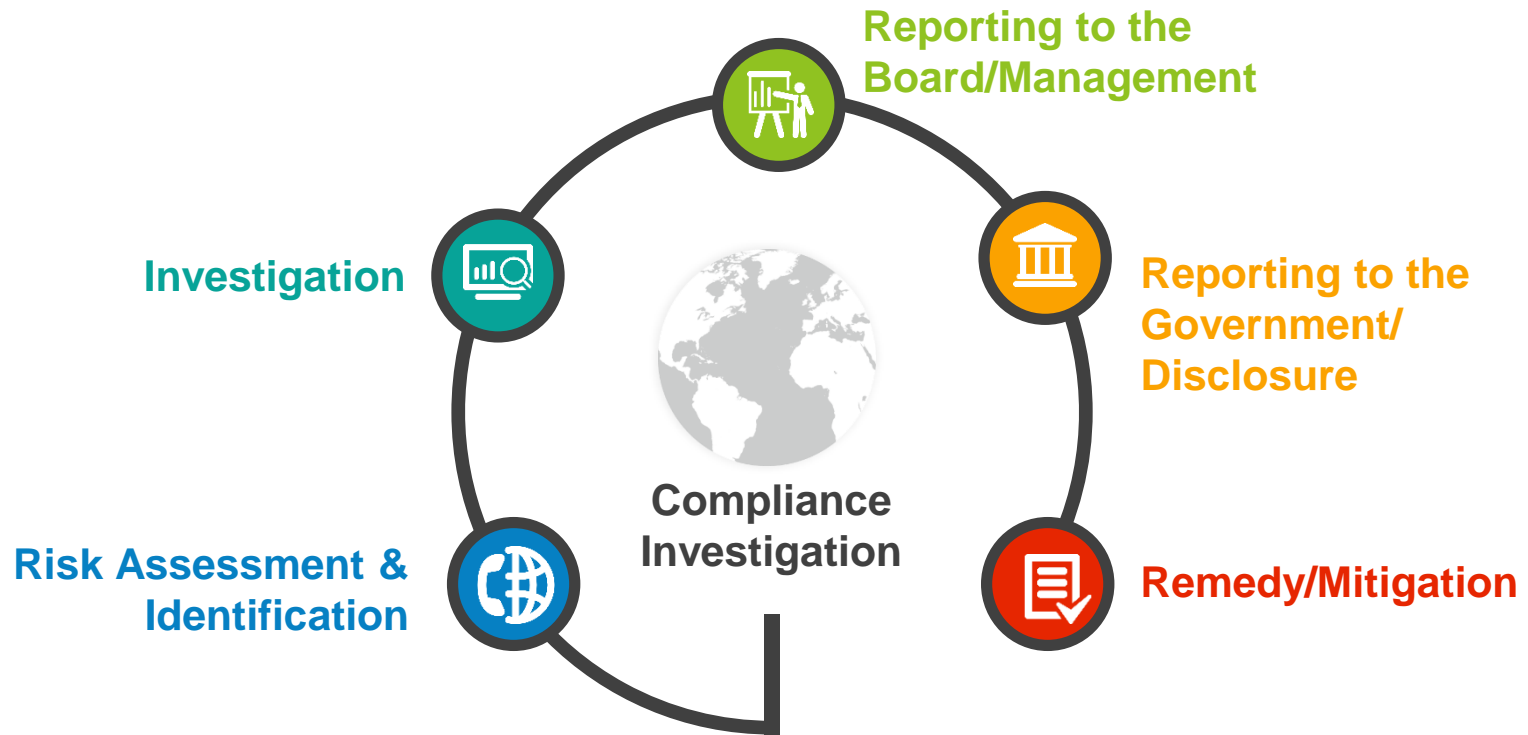 Reporting to the
Board/Management
Investigation
Reporting to the
Government/
Disclosure
Compliance
Investigation
Risk Assessment &
Identification
Remedy/Mitigation